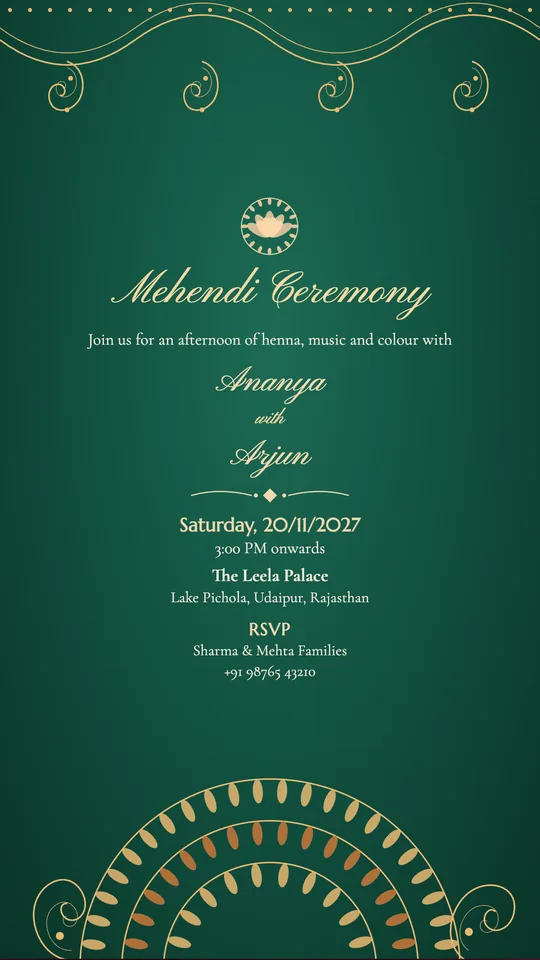 Mehendi Ceremony
Join us for an afternoon of henna, music and colour with
Ananya
with
Arjun
Saturday, 20/11/2027
3:00 PM onwards
The Leela Palace
Lake Pichola, Udaipur, Rajasthan
RSVP
Sharma & Mehta Families
+91 98765 43210